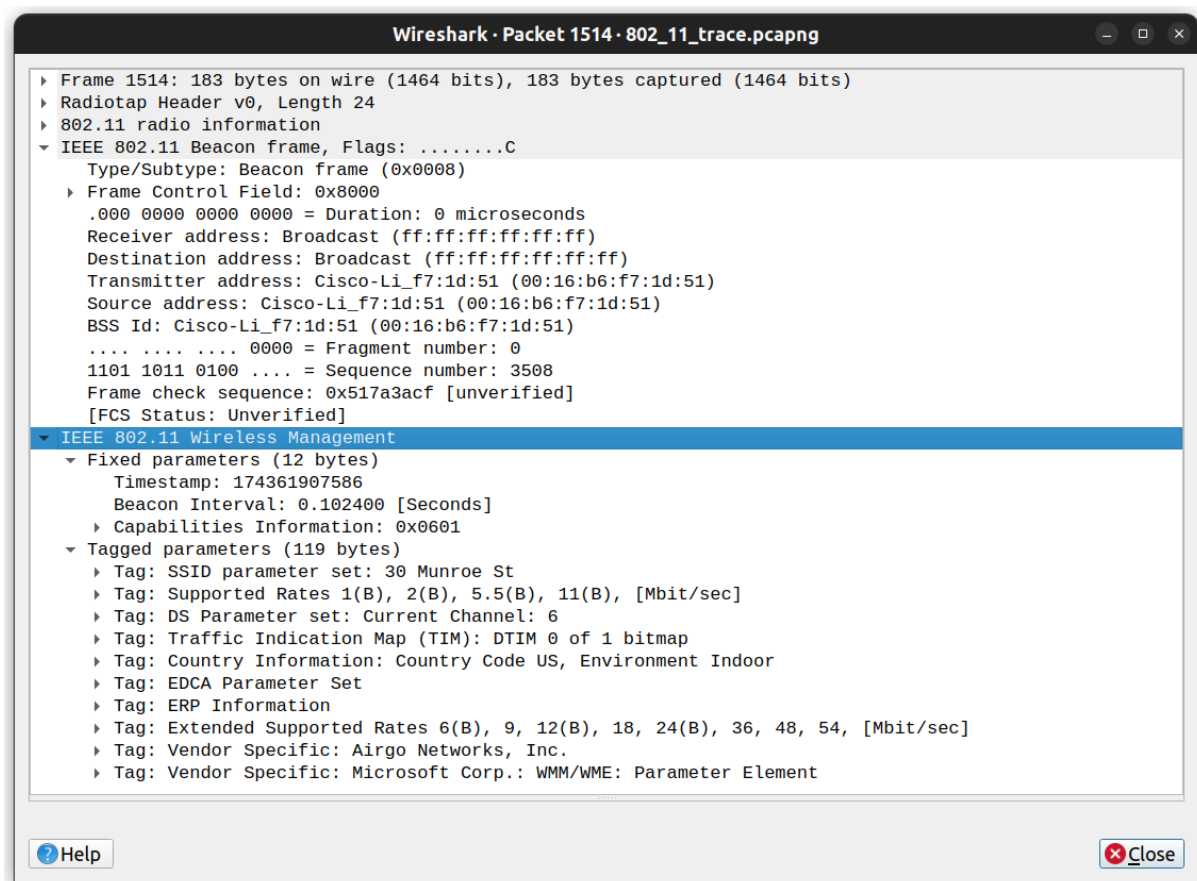 Wireshark · Packet 1514 · 802_11_trace.pcapng
Frame 1514: 183 bytes on wire (1464 bits), 183 bytes captured (1464 bits)
Radiotap Header v0, Length 24
802.11 radio information
IEEE 802.11 Beacon frame, Flags: ........C
Type/Subtype: Beacon frame (0x0008)
Frame Control Field: 0x8000
.000 0000 0000 0000 = Duration: 0 microseconds
Receiver address: Broadcast (ff:ff:ff:ff:ff:ff)
Destination address: Broadcast (ff:ff:ff:ff:ff:ff)
Transmitter address: Cisco-Li_f7:1d:51 (00:16:b6:f7:1d:51)
Source address: Cisco-Li_f7:1d:51 (00:16:b6:f7:1d:51)
BSS Id: Cisco-Li_f7:1d:51 (00:16:b6:f7:1d:51)
.... .... .... 0000 = Fragment number: 0
1101 1011 0100 .... = Sequence number: 3508
Frame check sequence: 0x517a3acf [unverified]
[FCS Status: Unverified]
IEEE 802.11 Wireless Management
Fixed parameters (12 bytes)
Timestamp: 174361907586
Beacon Interval: 0.102400 [Seconds]
Capabilities Information: 0x0601
Tagged parameters (119 bytes)
Tag: SSID parameter set: 30 Munroe St
Tag: Supported Rates 1(B), 2(B), 5.5(B), 11(B), [Mbit/sec]
Tag: DS Parameter set: Current Channel: 6
Tag: Traffic Indication Map (TIM): DTIM 0 of 1 bitmap
Tag: Country Information: Country Code US, Environment Indoor
Tag: EDCA Parameter Set
Tag: ERP Information
Tag: Extended Supported Rates 6(B), 9, 12(B), 18, 24(B), 36, 48, 54, [Mbit/sec]
Tag: Vendor Specific: Airgo Networks, Inc.
Tag: Vendor Specific: Microsoft Corp.: WMM/WME: Parameter Element
Help
Close